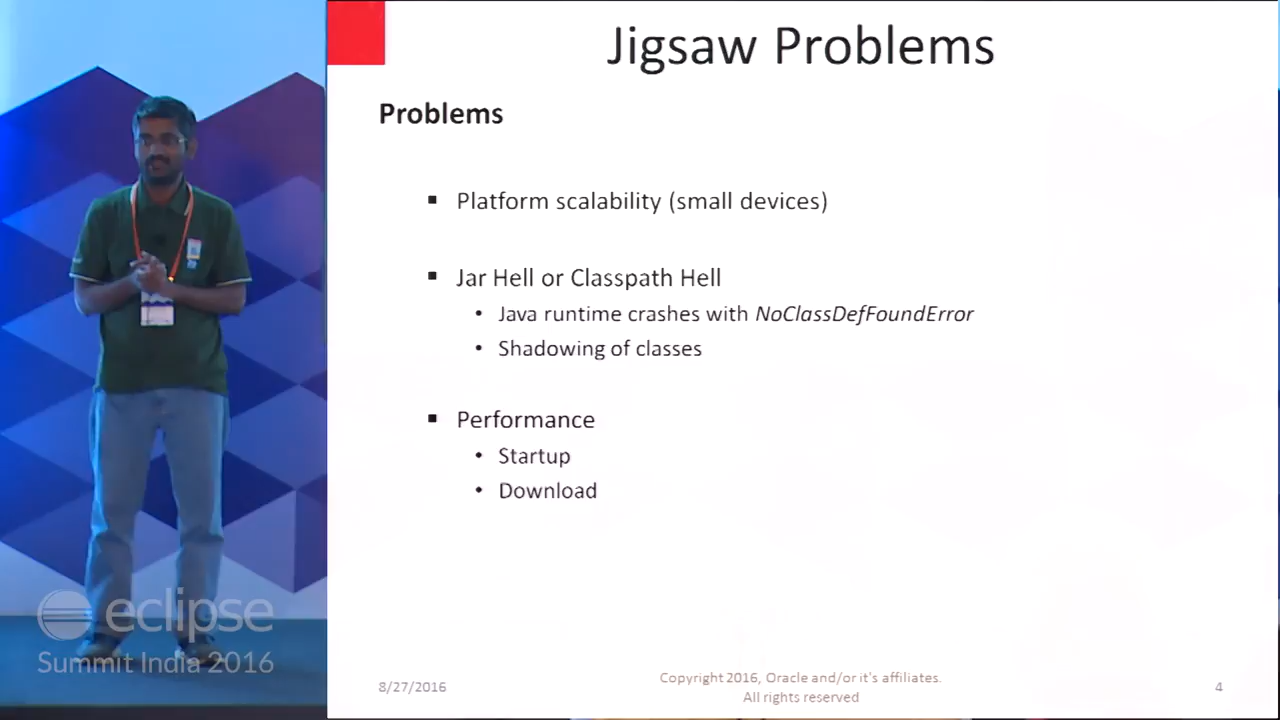 Jigsaw Problems
Problems
▪ Platform scalability (small devices)
▪ Jar Hell or Classpath Hell
• Java runtime crashes with NoClassDefFoundError
• Shadowing of classes
▪ Performance
• Startup
• Download
eclipse
Summit India 2016
8/27/2016
Copyright 2016, Oracle and/or it's affiliates.
All rights reserved
4